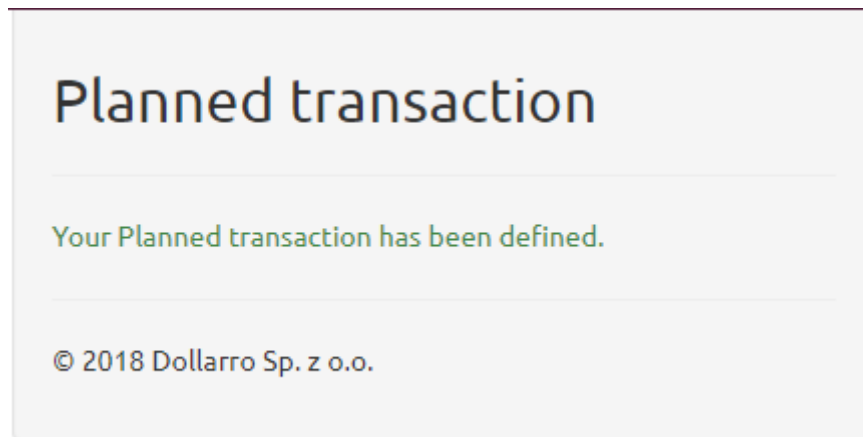 Planned transaction
Your Planned transaction has been defined.
© 2018 Dollarro Sp. z o.o.